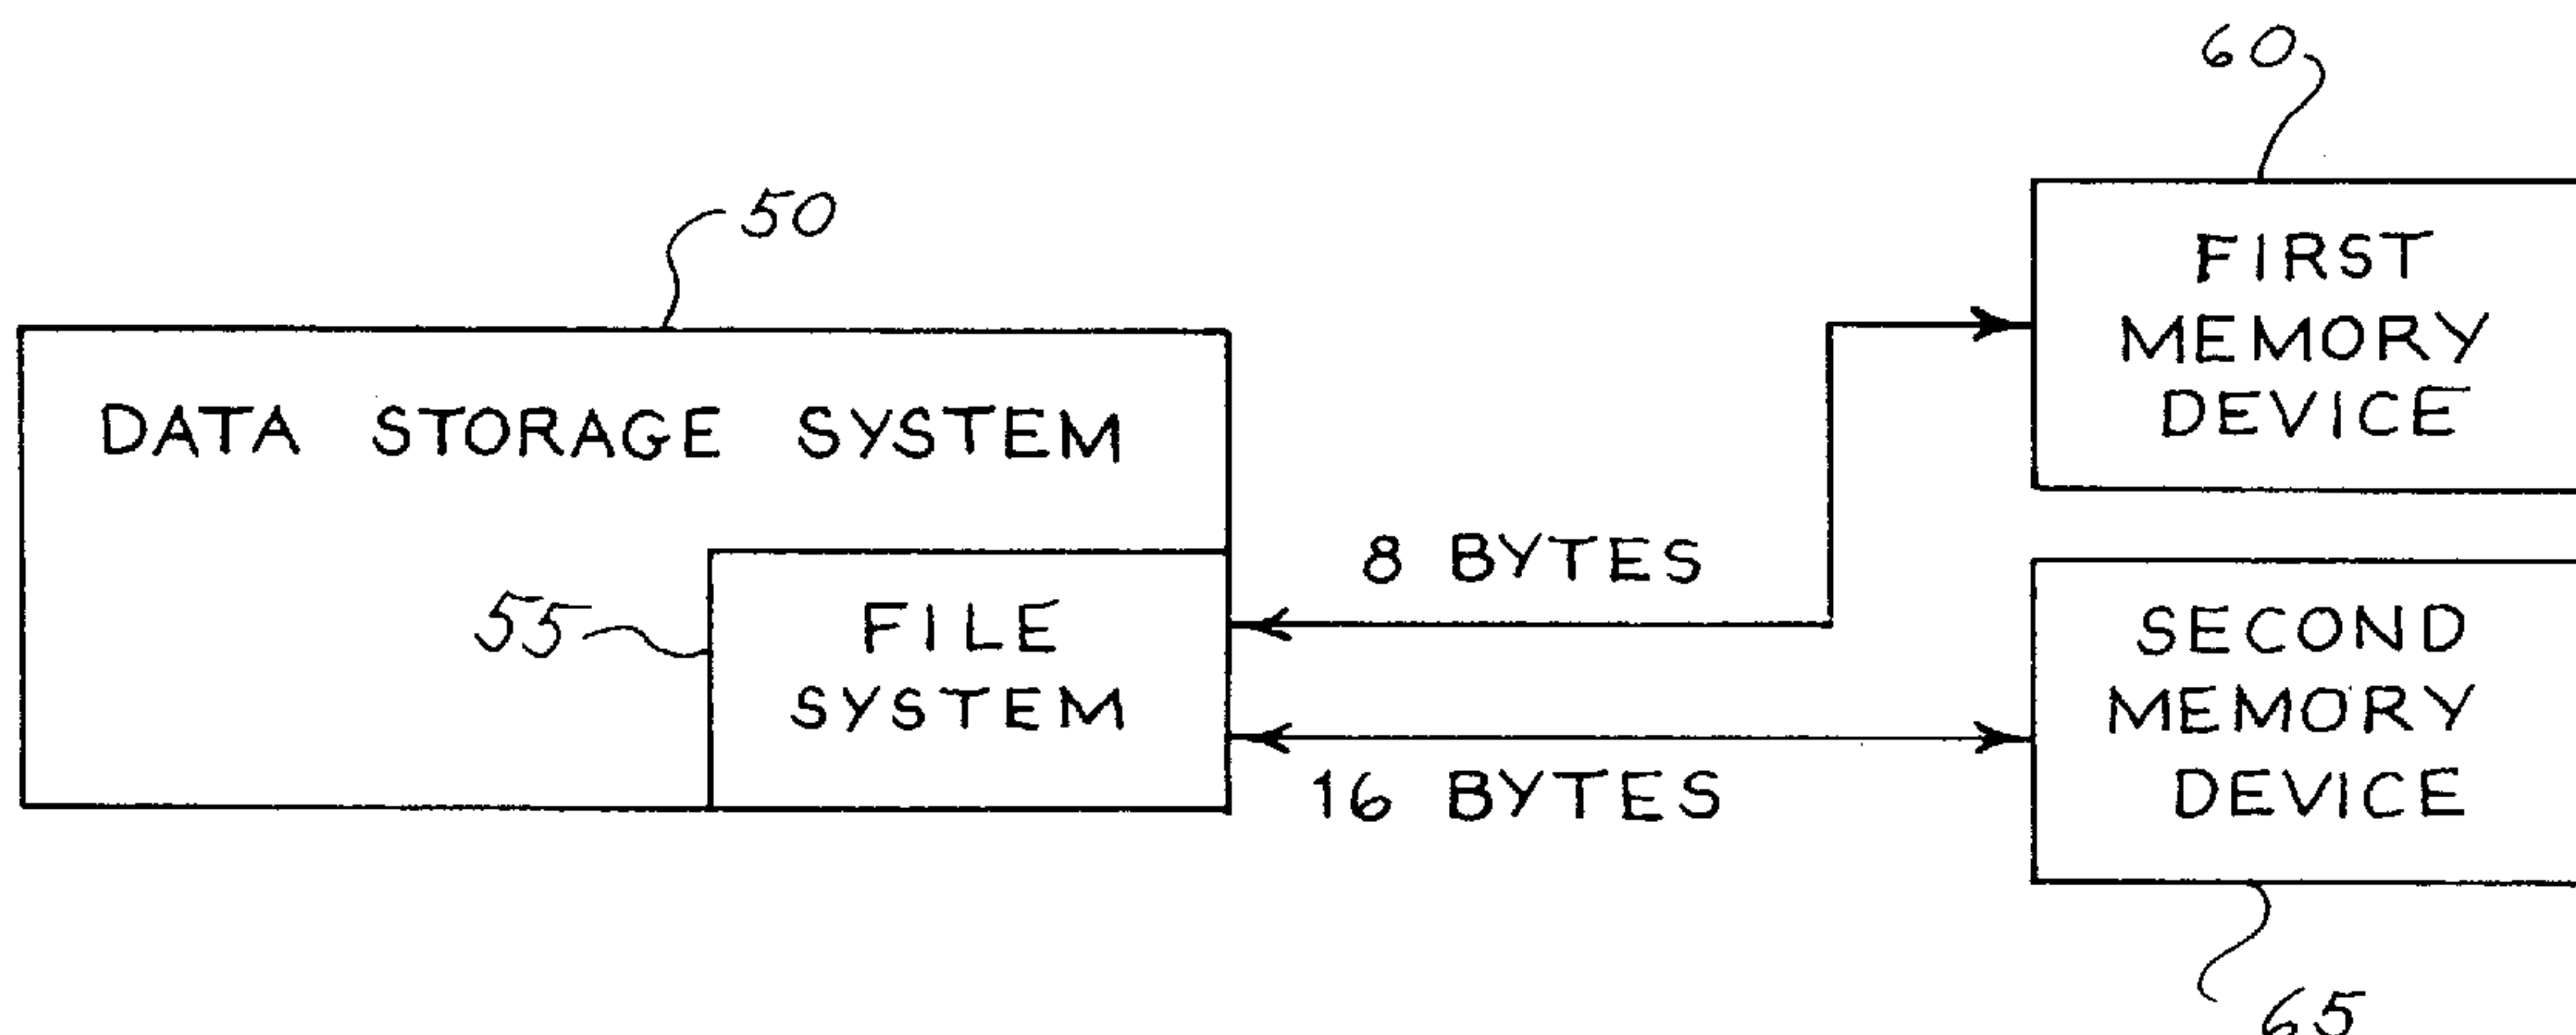 60
50
FIRST
MEMORY
DEVICE
DATA STORAGE SYSTEM
8 BYTES
55
FILE
SYSTEM
SECOND
MEMORY
DEVICE
16 BYTES
65